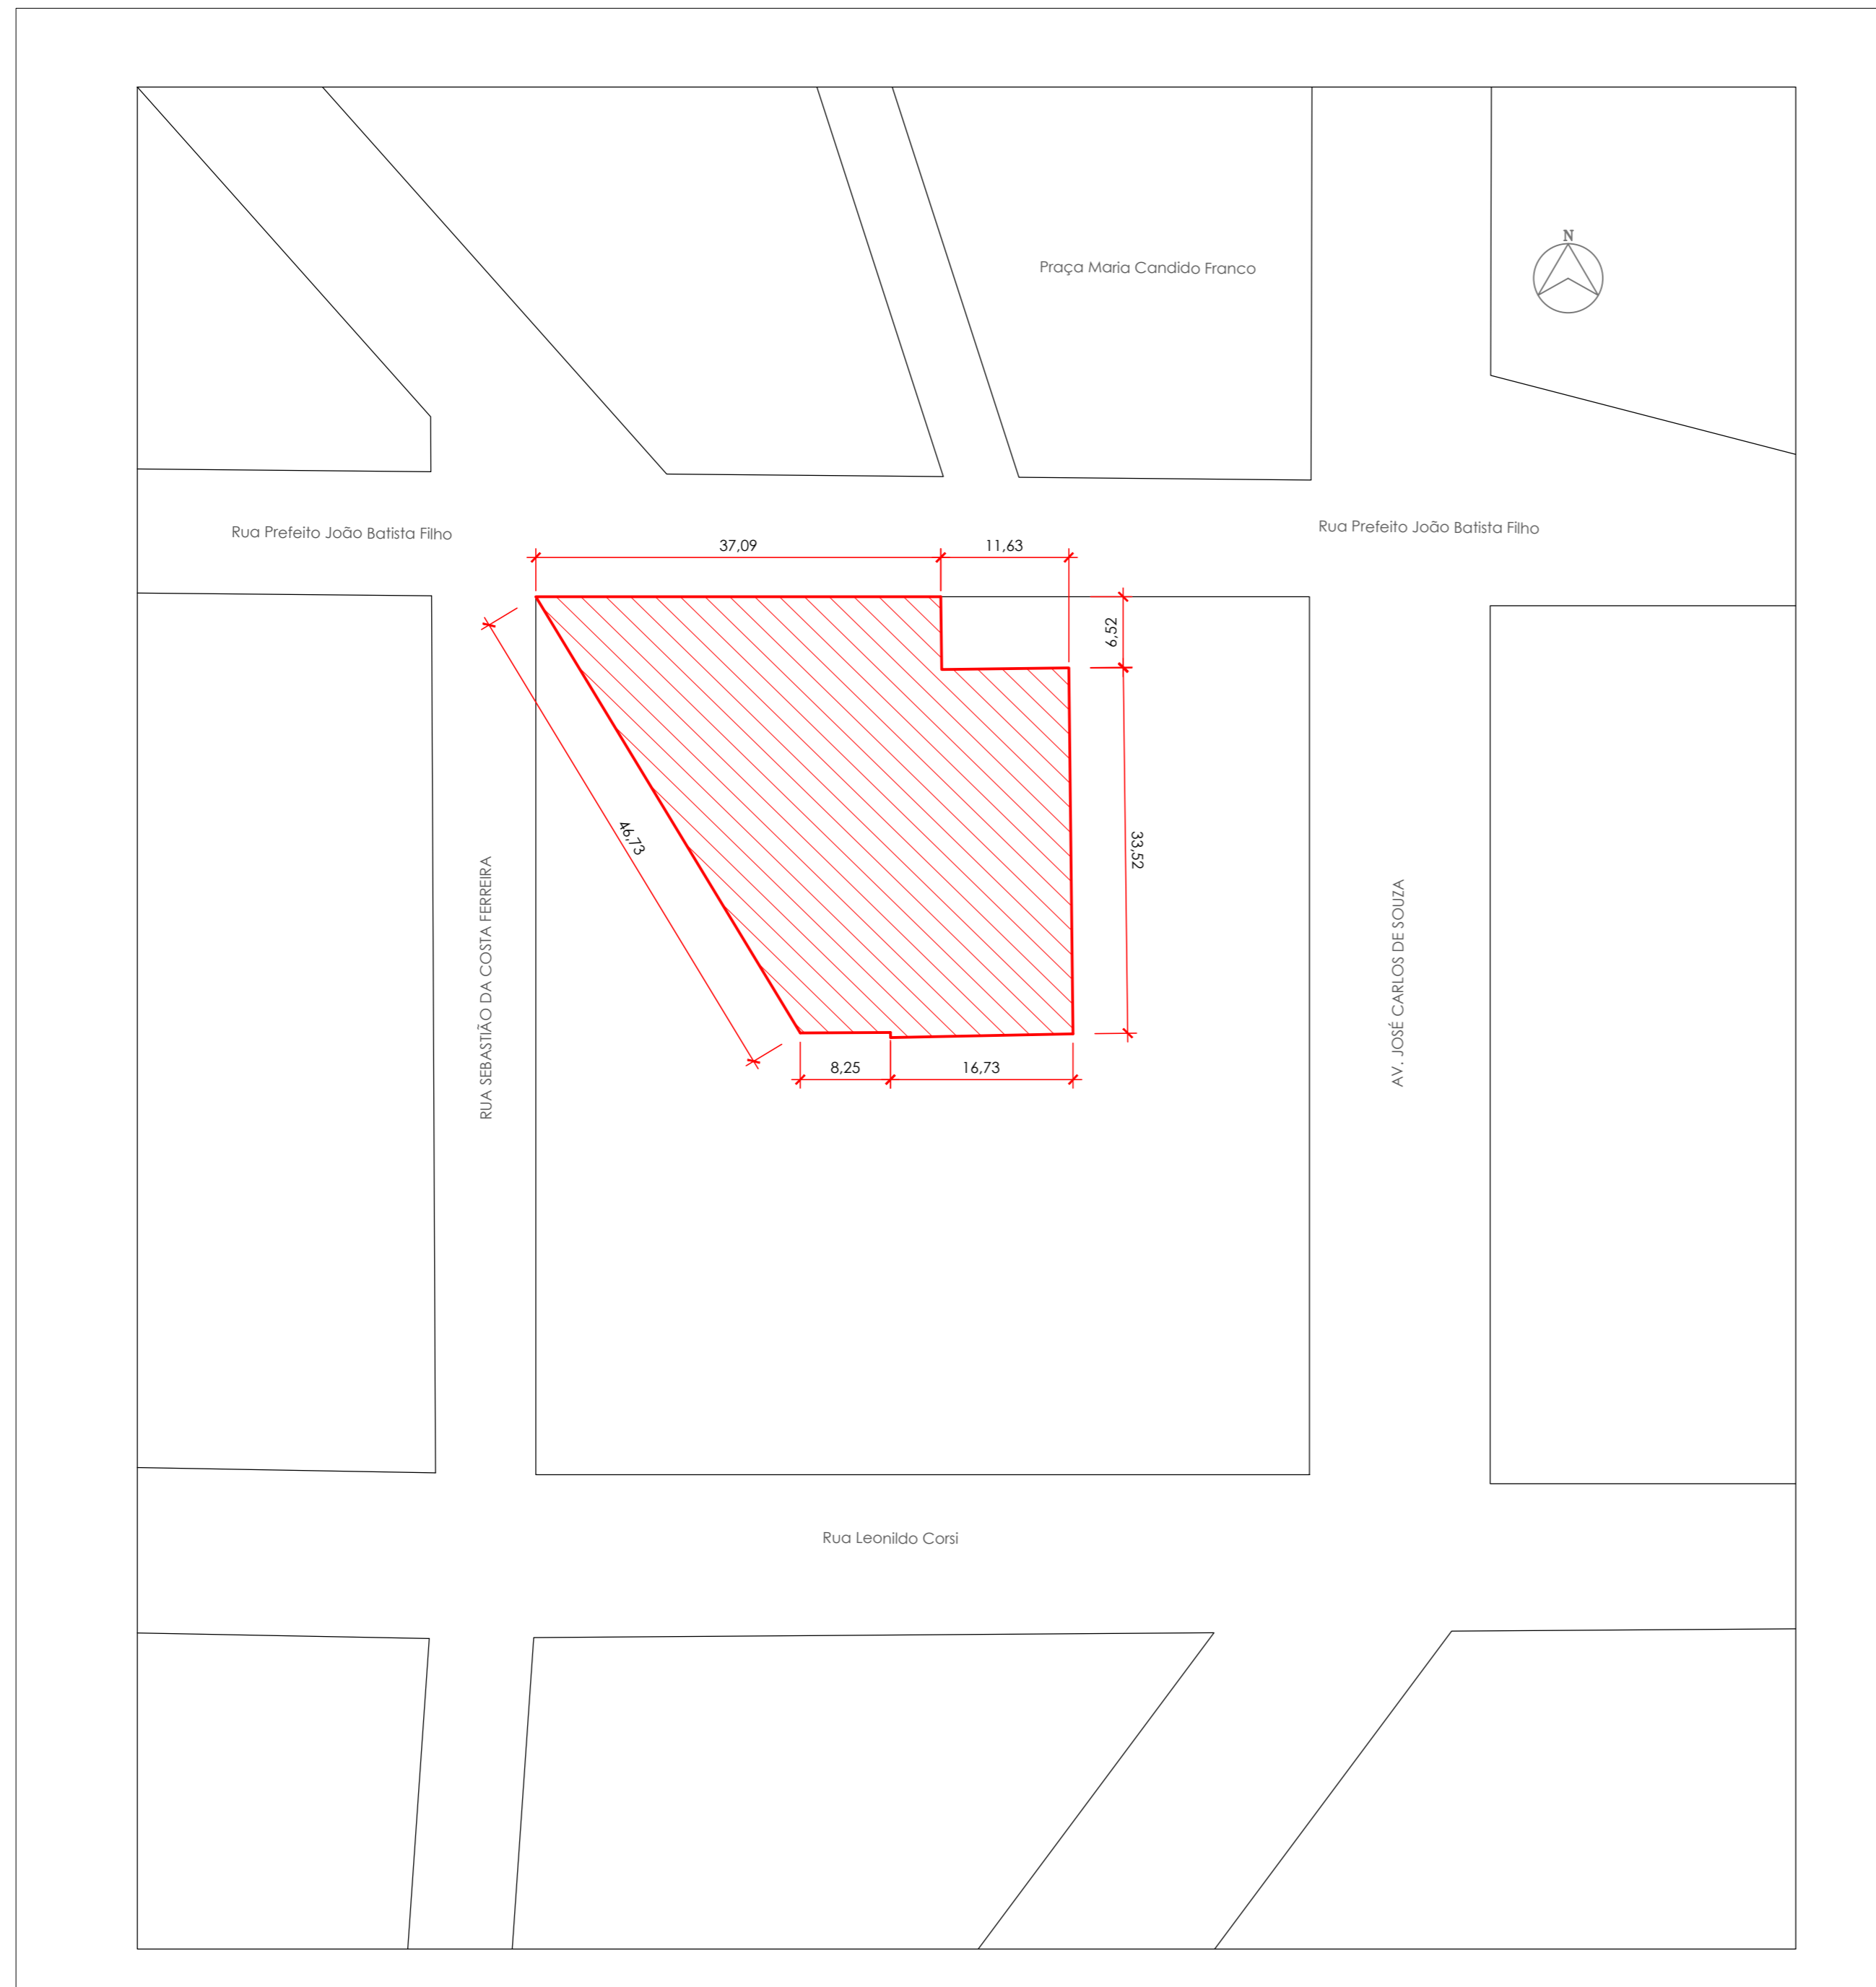 N
Praça Maria Candido Franco
Rua Prefeito João Batista Filho
Rua Prefeito João Batista Filho
37,09
11,63
6,52
33,52
46,73
RUA SEBASTIÃO DA COSTA FERREIRA
AV. JOSÉ CARLOS DE SOUZA
8,25
16,73
Rua Leonildo Corsi